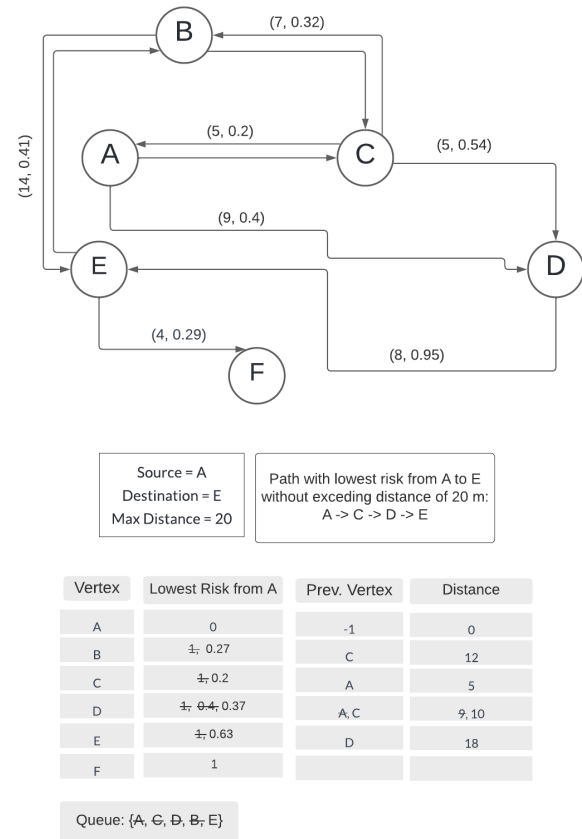 (7, 0.32)
B
(5, 0.2)
A
C
(5, 0.54)
(14, 0.41)
(9, 0.4)
E
D
(4, 0.29)
(8, 0.95)
F
Source = A
Destination = E
Max Distance = 20
Path with lowest risk from A to E
without exceding distance of 20 m:
A -> C -> D -> E
Vertex Lowest Risk from A Prev. Vertex Distance
A 0 -1 0
B 1, 0.27 C 12
C 1, 0.2 A 5
D 1, 0.4, 0.37 A, C 9, 10
E 1, 0.63 D 18
F 1
Queue: {A, C, D, B, E}